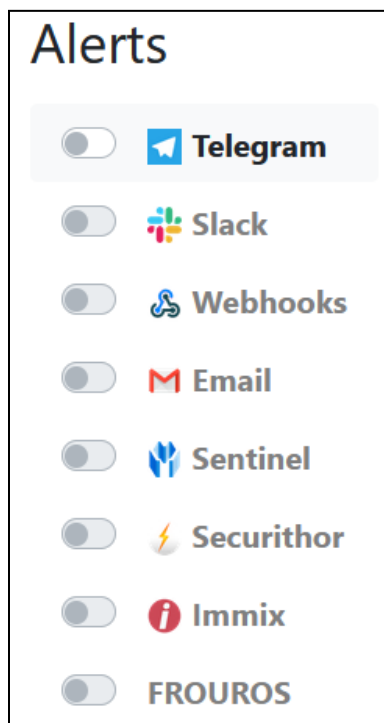 Alerts
Telegram
Slack
Webhooks
Email
Sentinel
Securithor
Immix
FROUROS